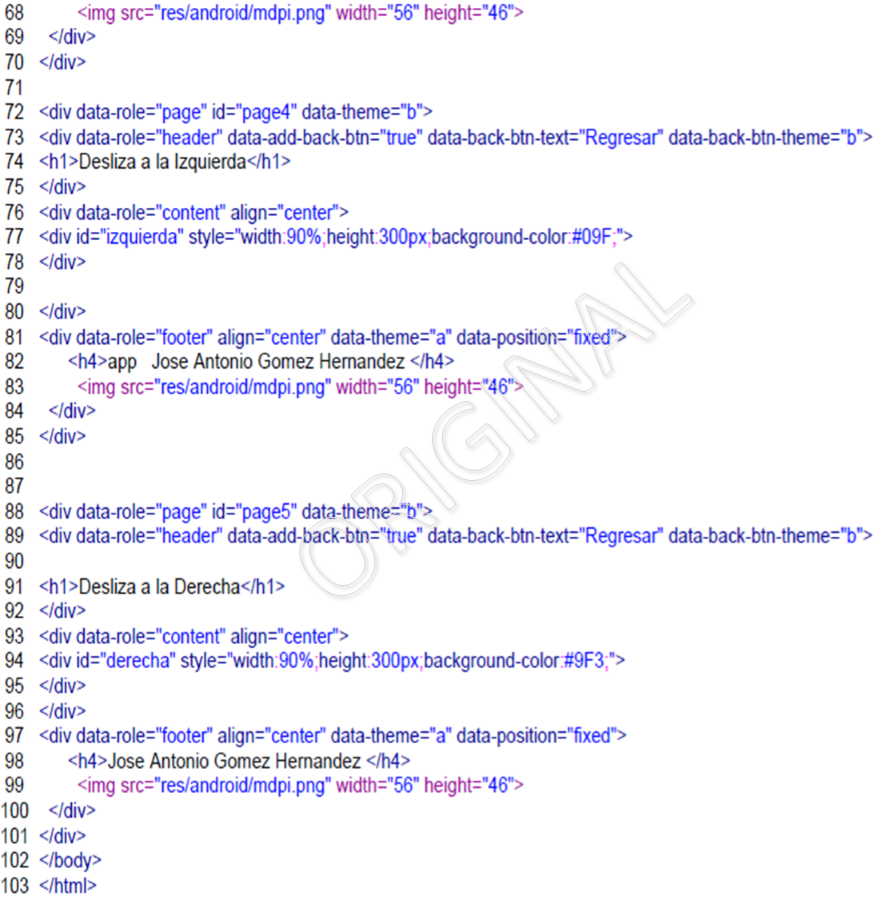 68 <img src="res/android/mdpi.png" width="56" height="46">
69 </div>
70 </div>
71
72 <div data-role="page" id="page4" data-theme="b">
73 <div data-role="header" data-add-back-btn="true" data-back-btn-text="Regresar" data-back-btn-theme="b">
74 <h1>Desliza a la Izquierda</h1>
75 </div>
76 <div data-role="content" align="center">
77 <div id="izquierda" style="width:90%;height:300px;background-color:#09F;">
78 </div>
79
80 </div>
81 <div data-role="footer" align="center" data-theme="a" data-position="fixed">
82 <h4>app Jose Antonio Gomez Hernandez </h4>
83 <img src="res/android/mdpi.png" width="56" height="46">
84 </div>
85 </div>
86
87
88 <div data-role="page" id="page5" data-theme="b">
89 <div data-role="header" data-add-back-btn="true" data-back-btn-text="Regresar" data-back-btn-theme="b">
90
91 <h1>Desliza a la Derecha</h1>
92 </div>
93 <div data-role="content" align="center">
94 <div id="derecha" style="width:90%;height:300px;background-color:#9F3;">
95 </div>
96 </div>
97 <div data-role="footer" align="center" data-theme="a" data-position="fixed">
98 <h4>Jose Antonio Gomez Hernandez </h4>
99 <img src="res/android/mdpi.png" width="56" height="46">
100 </div>
101 </div>
102 </body>
103 </html>
ORIGINAL